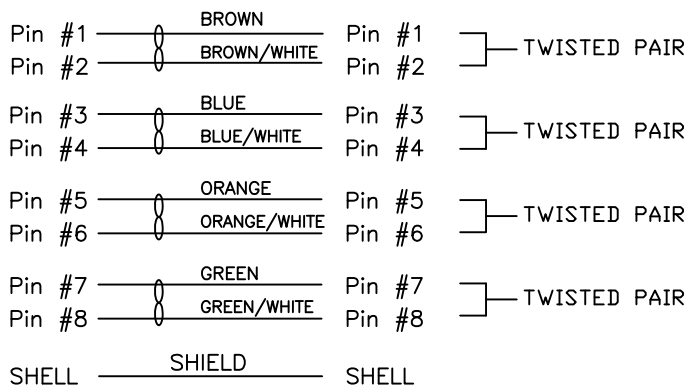 Pin #1 BROWN Pin #1
Pin #2 BROWN/WHITE Pin #2
TWISTED PAIR
Pin #3 BLUE Pin #3
Pin #4 BLUE/WHITE Pin #4
TWISTED PAIR
Pin #5 ORANGE Pin #5
Pin #6 ORANGE/WHITE Pin #6
TWISTED PAIR
Pin #7 GREEN Pin #7
Pin #8 GREEN/WHITE Pin #8
TWISTED PAIR
SHELL SHIELD SHELL